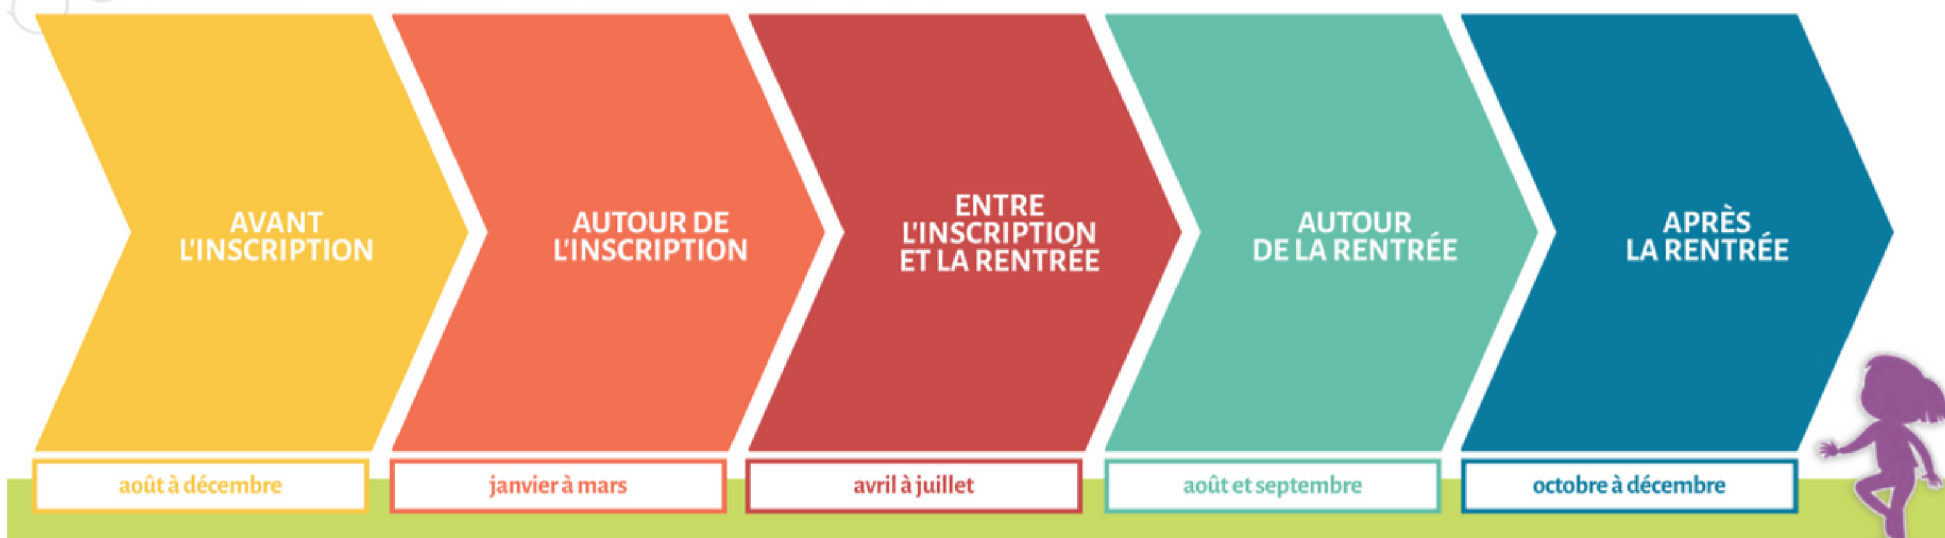 AVANT
L'INSCRIPTION
AUTOUR DE
L'INSCRIPTION
ENTRE
L'INSCRIPTION
ET LA RENTRÉE
AUTOUR
DE LA RENTRÉE
APRÈS
LA RENTRÉE
août à décembre
janvier à mars
avril à juillet
août et septembre
octobre à décembre